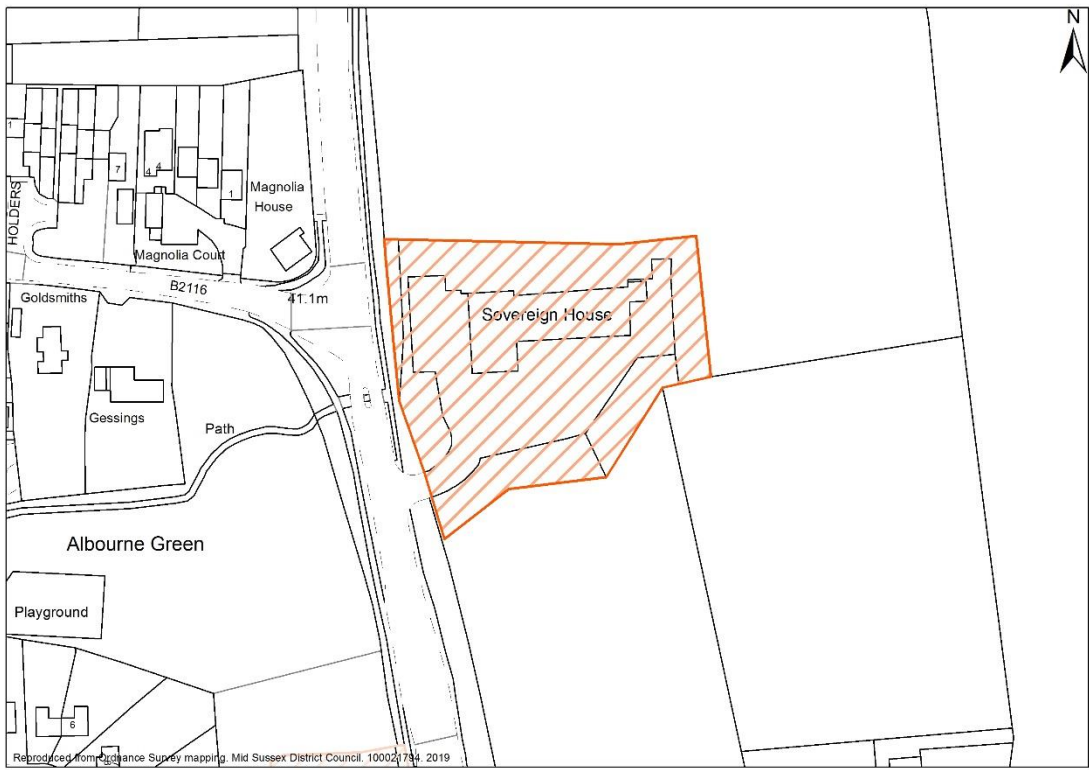 N
1
7
4
4
1
HOLDERS
Magnolia
House
Magnolia Court
B2116
41.1m
Goldsmiths
Sovereign House
Gessings
Path
Albourne Green
Playground
6
Reproduced from Ordnance Survey mapping. Mid Sussex District Council. 100021794. 2019